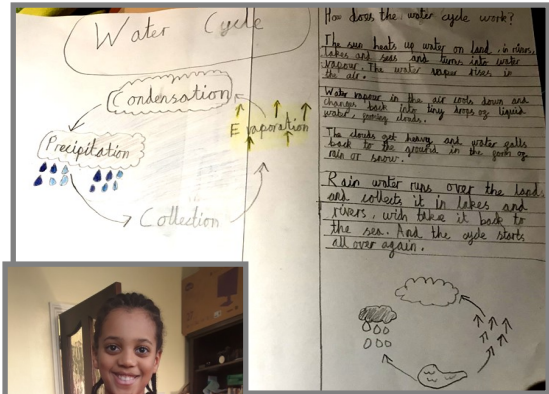 Water Cycle
Condensation
Evaporation
Precipitation
Collection
How does the water cycle work?
The sun heats up water on land, in rivers,
lakes and seas and turns into water
vapour. The water vapor rises in
the air.
Water vapour in the air cools down and
changes back into tiny drops of liquid
water, forming clouds.
The clouds get heavy and water falls
back to the ground in the form of
rain or snow.
Rain water runs over the land
and collects it in lakes and
rivers, wich take it back to
the sea. And the cycle starts
all over again.